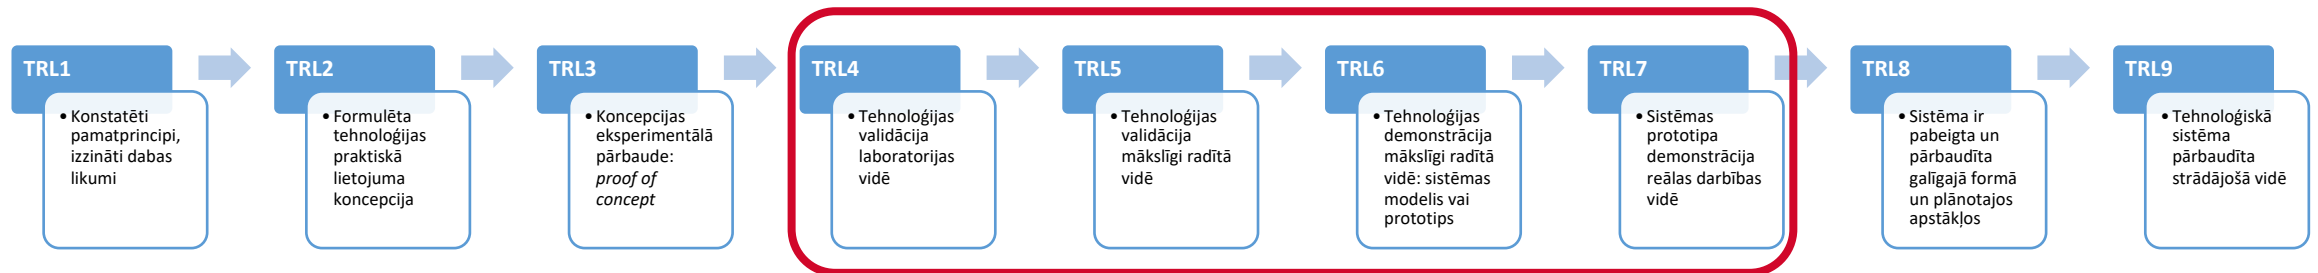 TRL1
• Konstatēti
pamatprincipi,
izzināti dabas
likumi
TRL2
• Formulēta
tehnoloģijas
praktiskā
lietojuma
koncepcija
TRL3
• Koncepcijas
eksperimentālā
pārbaude:
proof of
concept
TRL4
• Tehnoloģijas
validācija
laboratorijas
vidē
TRL5
• Tehnoloģijas
validācija
mākslīgi radītā
vidē
TRL6
• Tehnoloģijas
demonstrācija
mākslīgi radītā
vidē: sistēmas
modelis vai
prototips
TRL7
• Sistēmas
prototipa
demonstrācija
reālas darbības
vidē
TRL8
• Sistēma ir
pabeigta un
pārbaudīta
galīgajā formā
un plānotajos
apstākļos
TRL9
• Tehnoloģiskā
sistēma
pārbaudīta
strādājošā vidē